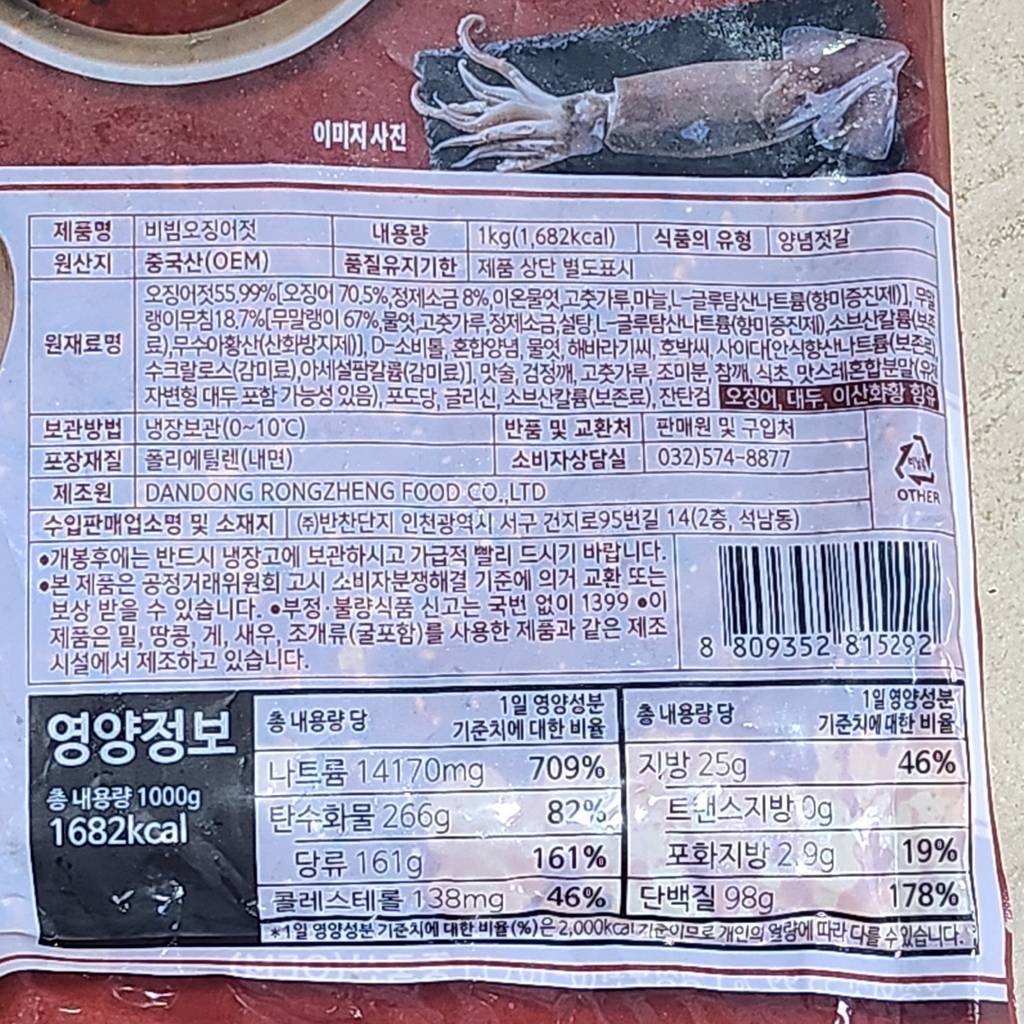 이미지 사진
제품명 비빔오징어젓 내용량 1kg(1,682kcal) 식품의 유형 양념젓갈
원산지 중국산(OEM) 품질유지기한 제품 상단 별도표시
원재료명
오징어젓55.99%[오징어 70.5%,정제소금 8%,이온물엿,고춧가루,마늘,L-글루탐산나트륨(향미증진제)], 무말
랭이무침18.7%[무말랭이 67%,물엿,고춧가루,정제소금,설탕,L-글루탐산나트륨(향미증진제),소브산칼륨(보존
료),무수아황산(산화방지제)], D-소비톨, 혼합양념, 물엿, 해바라기씨, 호박씨, 사이다[안식향산나트륨(보존료),
수크랄로스(감미료),아세설팜칼륨(감미료)], 맛술, 검정깨, 고춧가루, 조미분, 참깨, 식초, 맛스레혼합분말(유전
자변형 대두 포함 가능성 있음), 포도당, 글리신, 소브산칼륨(보존료), 잔탄검 오징어, 대두, 이산화황 함유
보관방법 냉장보관(0~10℃) 반품 및 교환처 판매원 및 구입처
포장재질 폴리에틸렌(내면) 소비자상담실 032)574-8877
제조원 DANDONG RONGZHENG FOOD CO.,LTD
비닐류
OTHER
수입판매업소명 및 소재지 (주)반찬단지 인천광역시 서구 건지로95번길 14(2층, 석남동)
•개봉후에는 반드시 냉장고에 보관하시고 가급적 빨리 드시기 바랍니다.
•본 제품은 공정거래위원회 고시 소비자분쟁해결 기준에 의거 교환 또는
보상 받을 수 있습니다. •부정·불량식품 신고는 국번 없이 1399 •이
제품은 밀, 땅콩, 게, 새우, 조개류(굴포함)를 사용한 제품과 같은 제조
시설에서 제조하고 있습니다.
8 809352 815292
영양정보
총 내용량 1000g
1682kcal
총 내용량 당 1일 영양성분 기준치에 대한 비율
나트륨 14170mg 709%
탄수화물 266g 82%
당류 161g 161%
콜레스테롤 138mg 46%
총 내용량 당 1일 영양성분 기준치에 대한 비율
지방 25g 46%
트랜스지방 0g
포화지방 2.9g 19%
단백질 98g 178%
*1일 영양성분 기준치에 대한 비율(%)은 2,000kcal 기준이므로 개인의 열량에 따라 다를 수 있습니다.